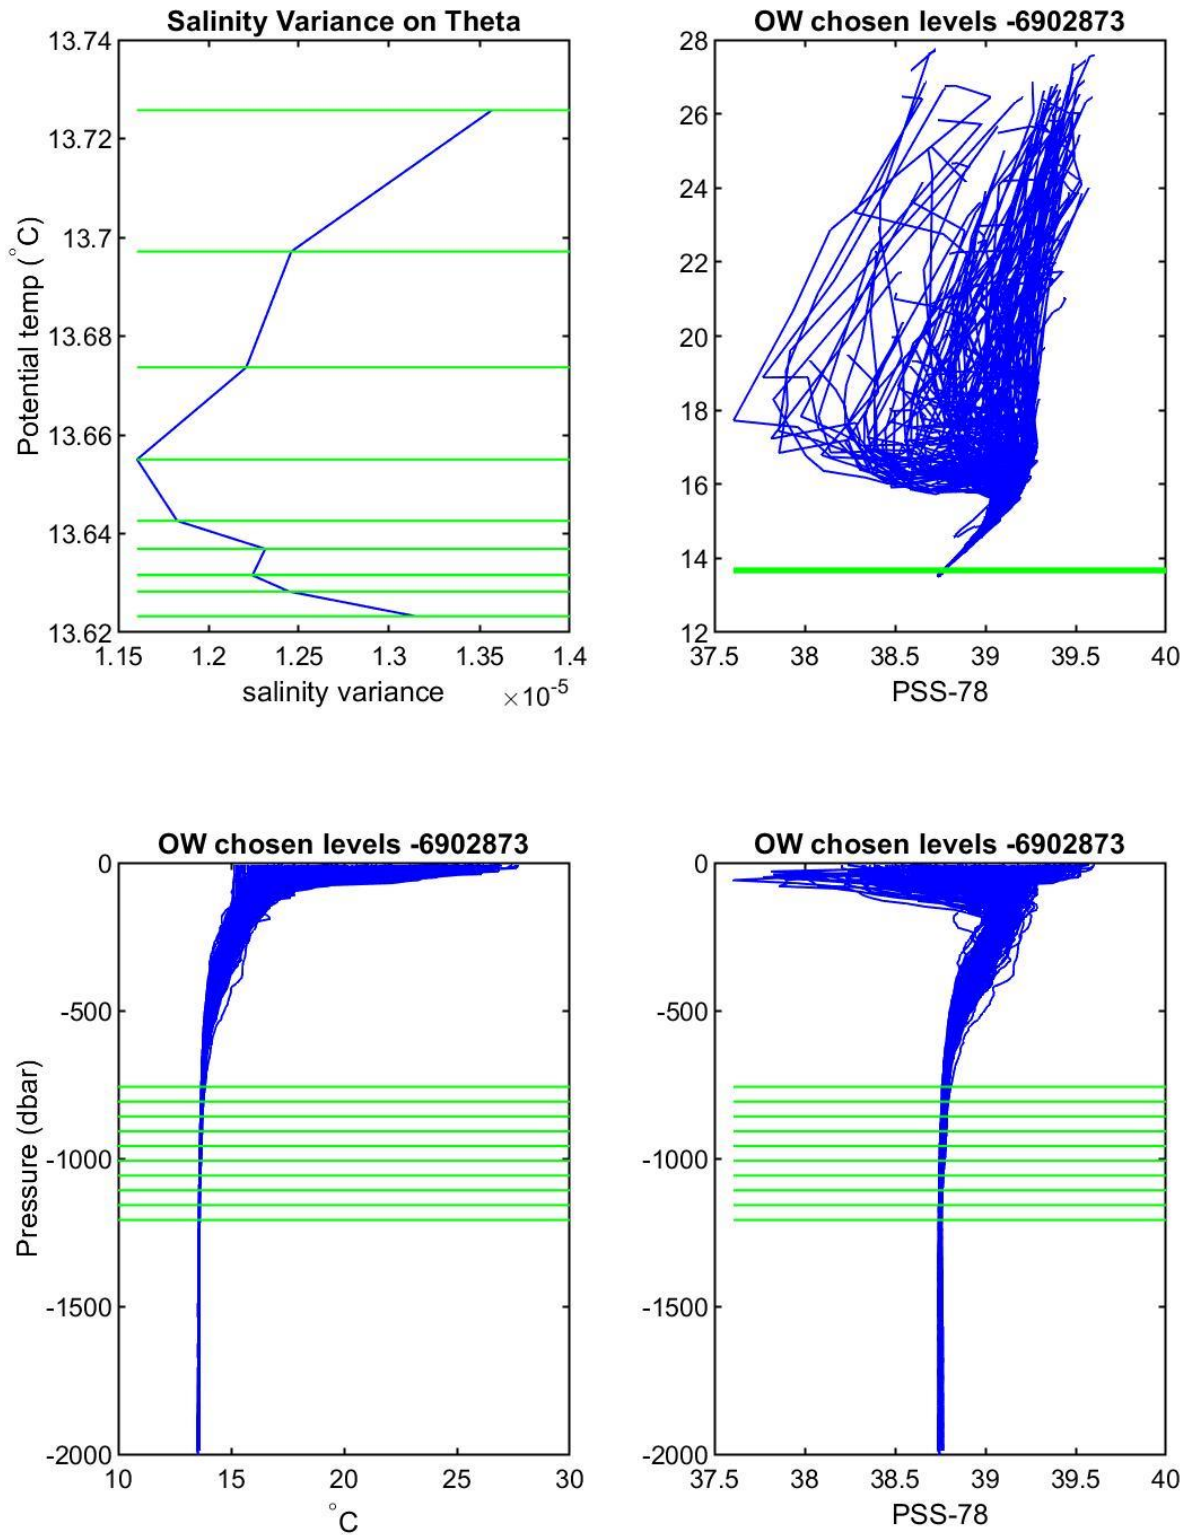 Salinity Variance on Theta
13.74
13.72
13.7
13.68
13.66
13.64
13.62
Potential temp (°C)
1.15 1.2 1.25 1.3 1.35 1.4
salinity variance ×10-5
OW chosen levels -6902873
28
26
24
22
20
18
16
14
12
37.5 38 38.5 39 39.5 40
PSS-78
OW chosen levels -6902873
0
-500
-1000
-1500
-2000
Pressure (dbar)
10 15 20 25 30
°C
OW chosen levels -6902873
0
-500
-1000
-1500
-2000
37.5 38 38.5 39 39.5 40
PSS-78